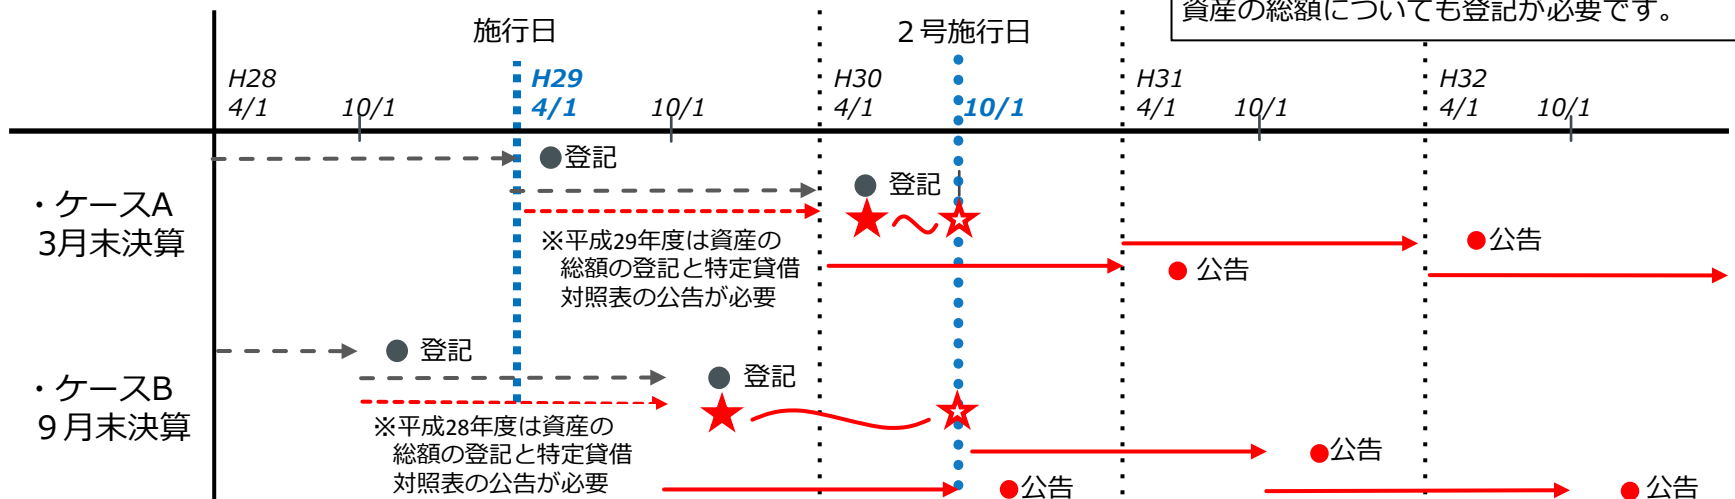 資産の総額についても登記が必要です。
施行日
２号施行日
H28
4/1
10/1
H29
4/1
10/1
H30
4/1
10/1
H31
4/1
10/1
H32
4/1
10/1
・ケースA
3月末決算
登記
登記
※平成29年度は資産の
総額の登記と特定貸借
対照表の公告が必要
公告
公告
・ケースB
９月末決算
登記
登記
※平成28年度は資産の
総額の登記と特定貸借
対照表の公告が必要
公告
公告
公告